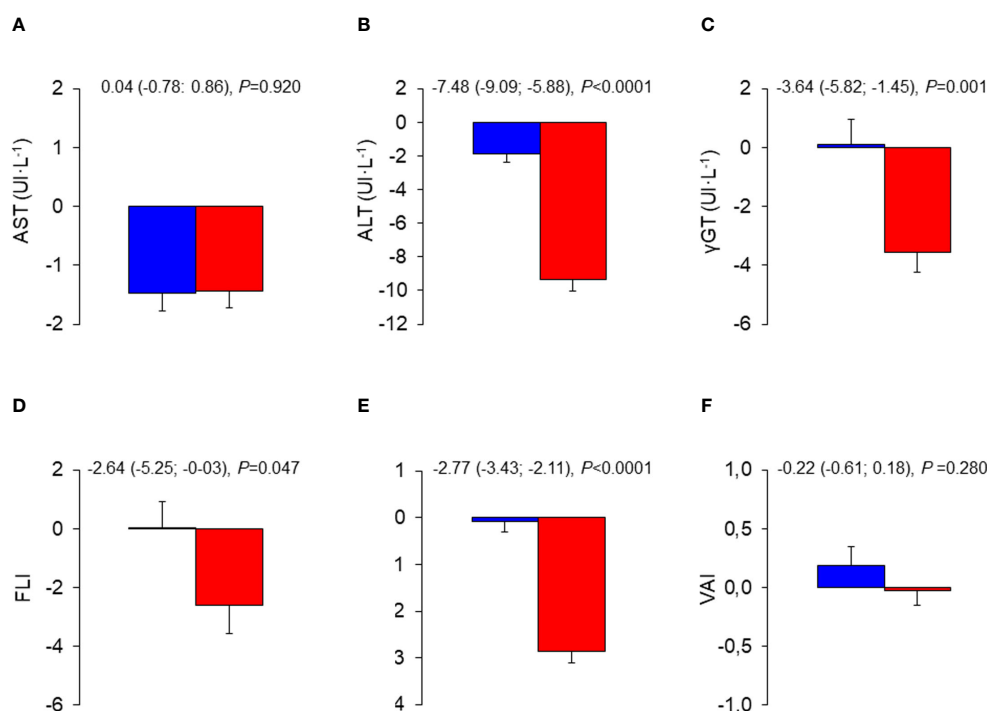 A
B
C
0.04 (-0.78: 0.86), P=0.920
-7.48 (-9.09; -5.88), P<0.0001
-3.64 (-5.82; -1.45), P=0.001
AST (UI·L-1)
2
1
0
-1
-2
ALT (UI·L-1)
2
0
-2
-4
-6
-8
-10
-12
γGT (UI·L-1)
2
0
-2
-4
-6
D
E
F
-2.64 (-5.25; -0-03), P=0.047
-2.77 (-3.43; -2.11), P<0.0001
-0.22 (-0.61; 0.18), P =0.280
FLI
2
0
-2
-4
-6
1
0
1
2
3
4
VAI
1,0
0,5
0,0
-0,5
-1,0